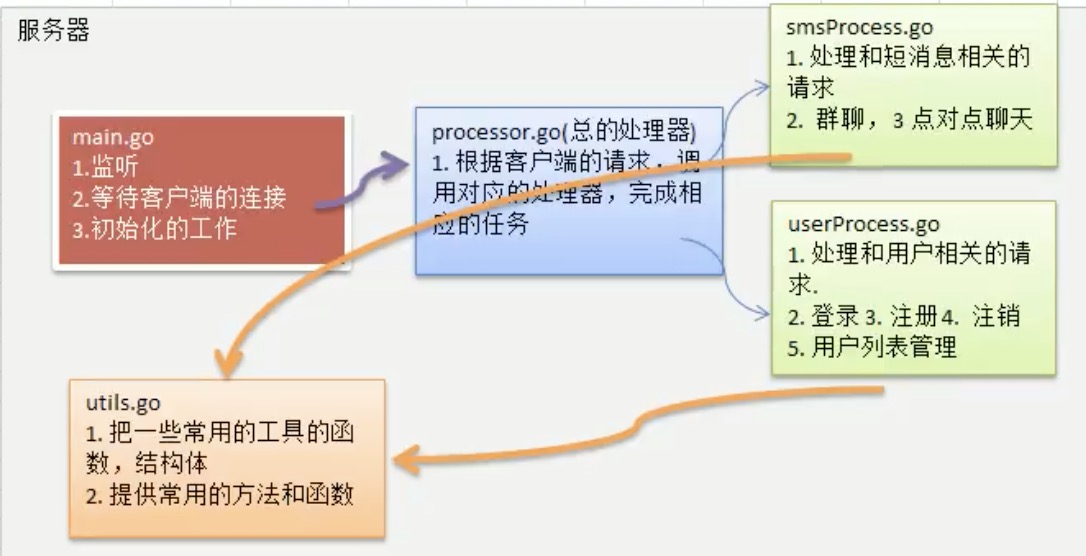 服务器
main.go
1.监听
2.等待客户端的连接
3.初始化的工作
processor.go(总的处理器)
1. 根据客户端的请求，调
用对应的处理器，完成相
应的任务
smsProcess.go
1. 处理和短消息相关的
请求
2. 群聊，3 点对点聊天
userProcess.go
1. 处理和用户相关的请
求.
2. 登录 3. 注册 4. 注销
5. 用户列表管理
utils.go
1. 把一些常用的工具的函
数，结构体
2. 提供常用的方法和函数